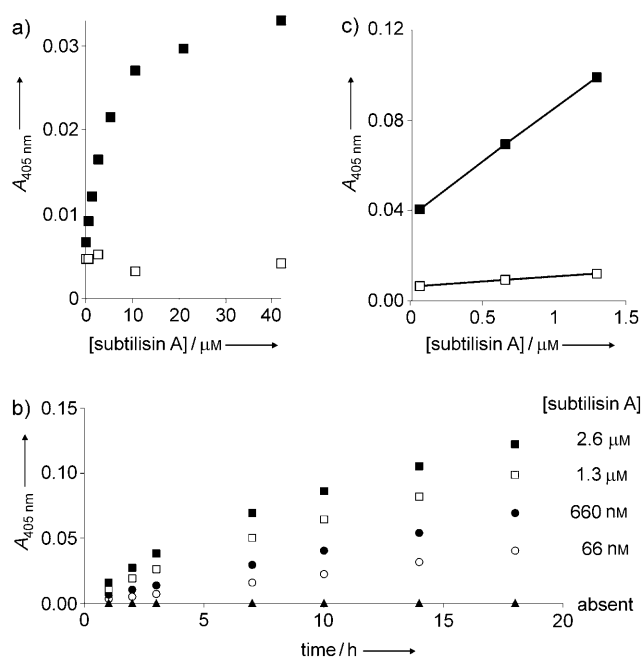 a)
0.03
0.02
0.01
0
A405 nm
0 10 20 30 40
[subtilisin A] / μM
c)
0.12
0.08
0.04
0.00
A405 nm
0 0.5 1 1.5
[subtilisin A] / μM
b)
0.15
0.10
0.05
0.00
A405 nm
0 5 10 15 20
time / h
[subtilisin A]
2.6 μM
1.3 μM
660 nM
66 nM
absent